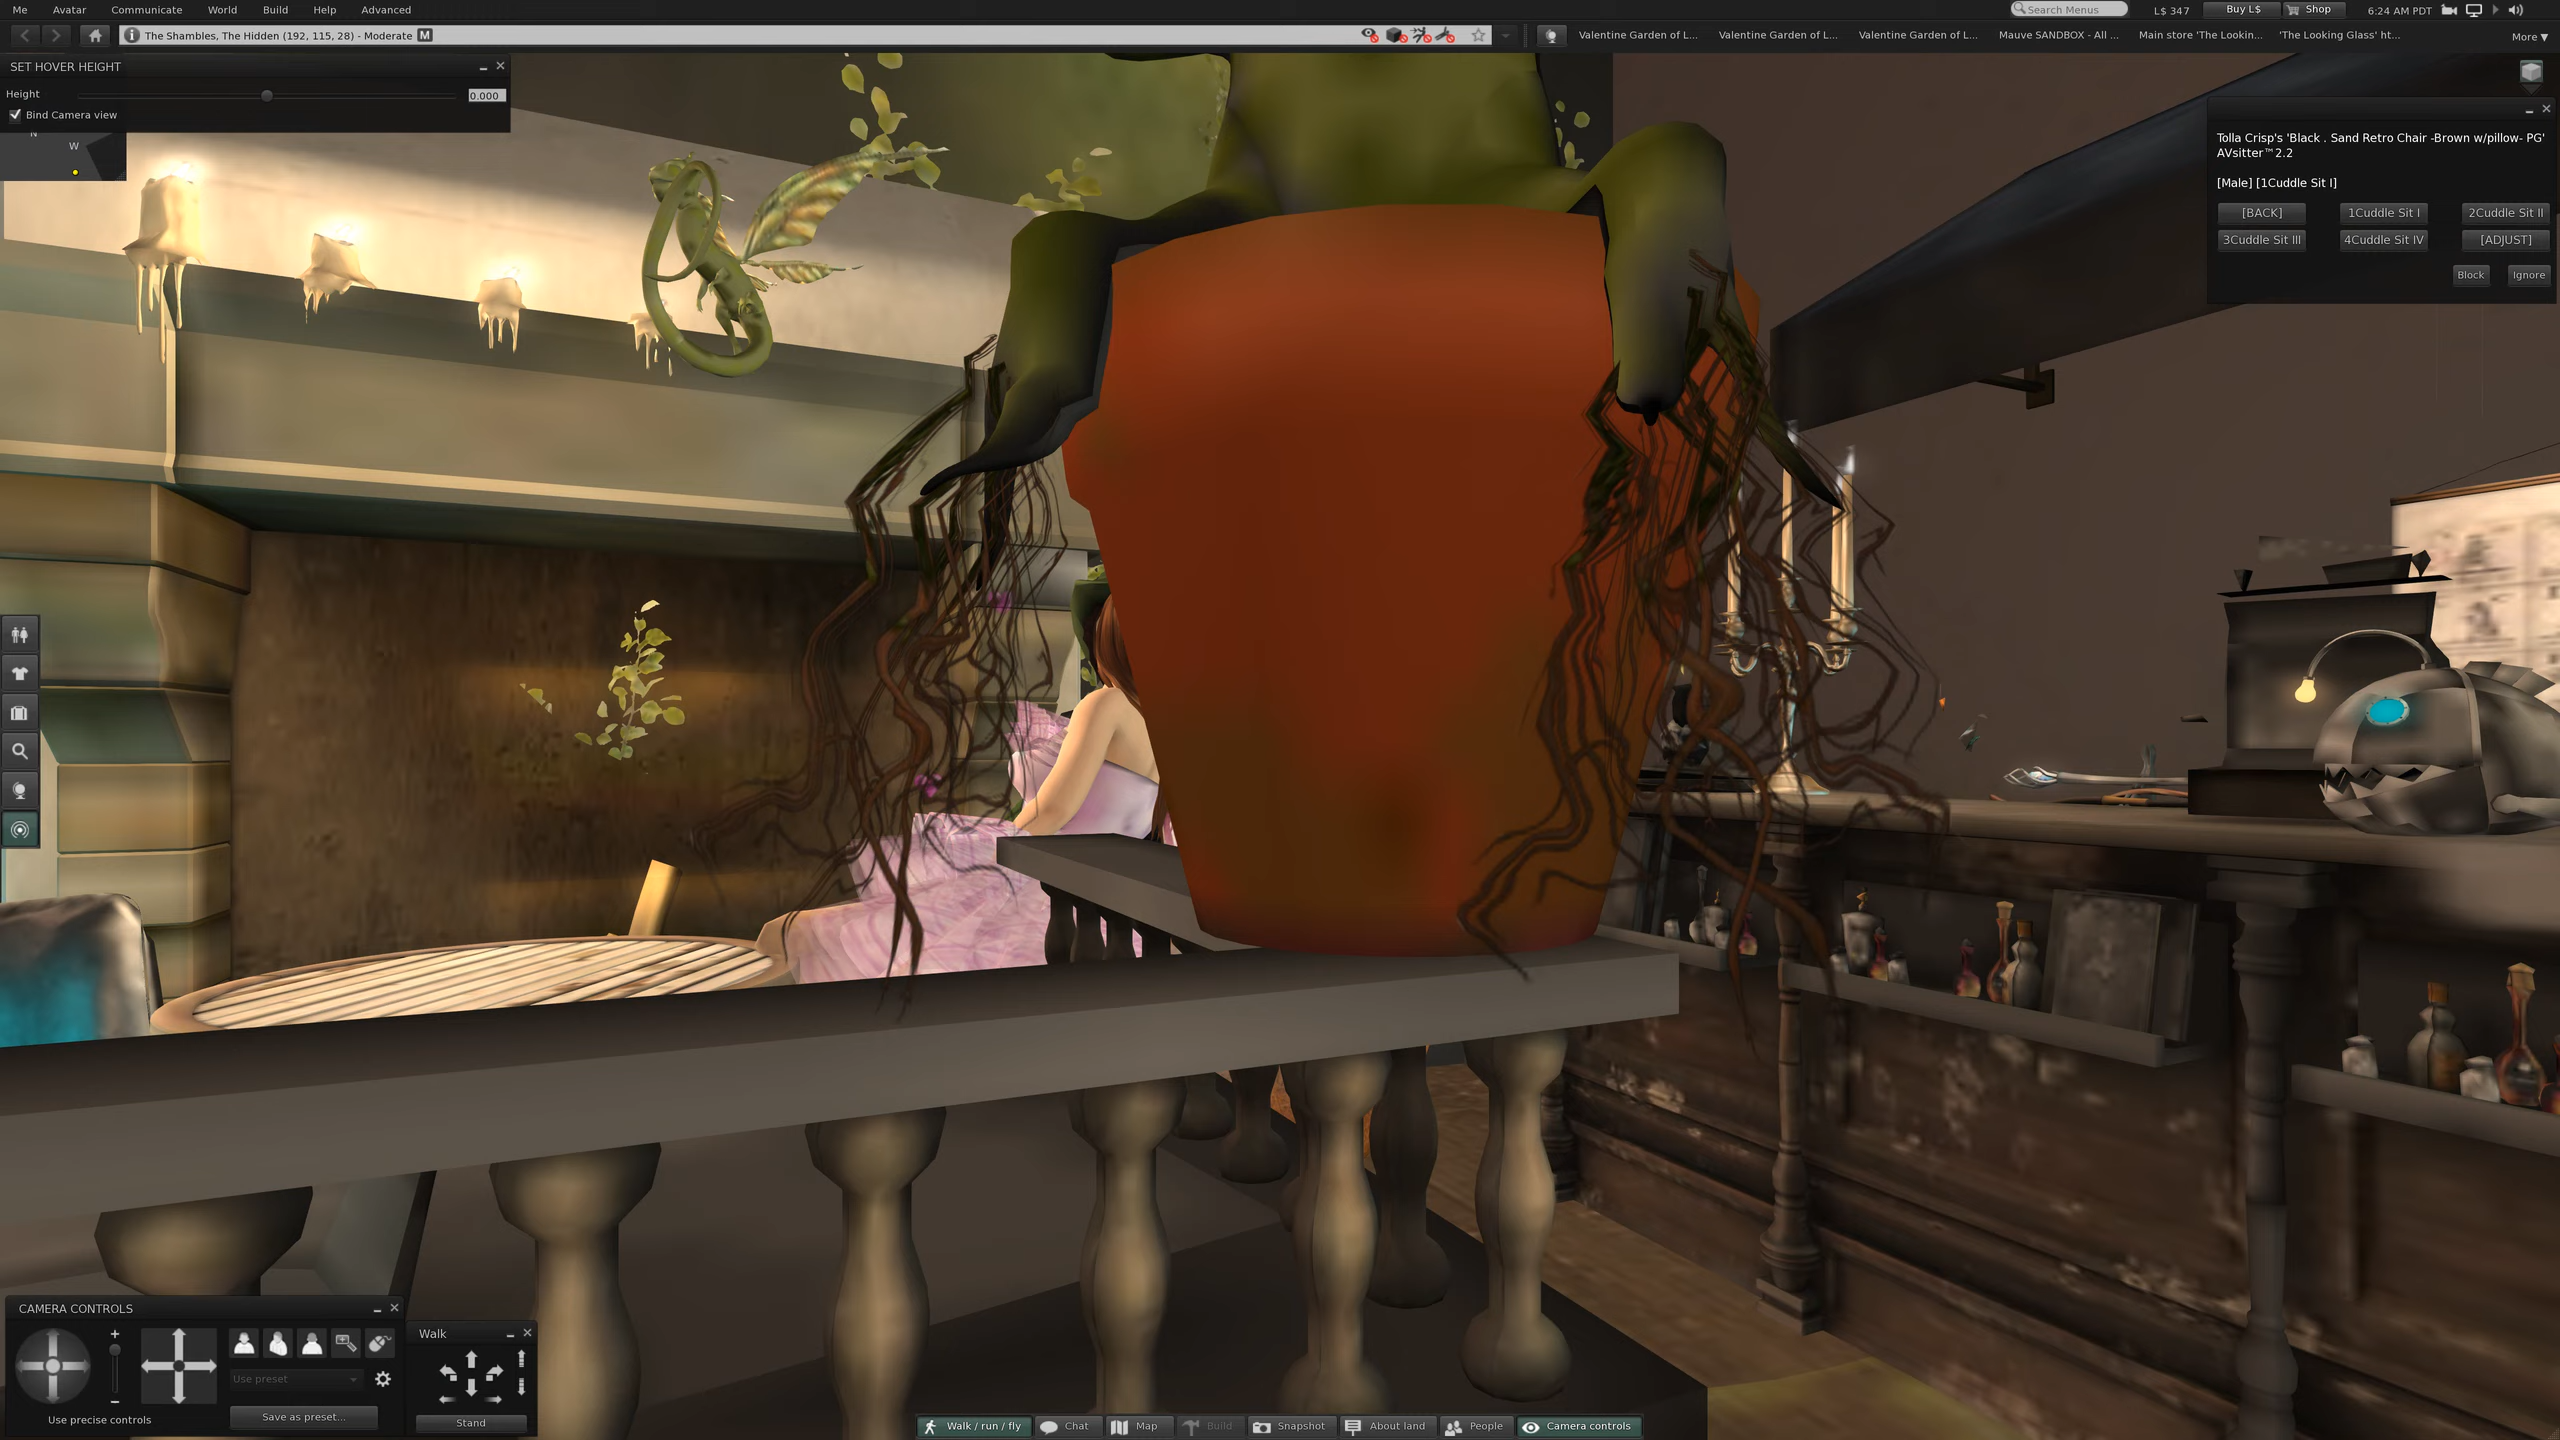 Me Avatar Communicate World Build Help Advanced
Search Menus L$ 347 Buy L$ Shop 6:24 AM PDT
The Shambles, The Hidden (192, 115, 28) - Moderate M
Valentine Garden of L... Valentine Garden of L... Valentine Garden of L... Mauve SANDBOX - All ... Main store 'The Lookin... 'The Looking Glass' ht... More
SET HOVER HEIGHT
Height 0.000
Bind Camera view
N
W
Tolla Crisp's 'Black . Sand Retro Chair -Brown w/pillow- PG'
AVsitter™2.2
[Male] [1Cuddle Sit I]
[BACK] 1Cuddle Sit I 2Cuddle Sit II
3Cuddle Sit III 4Cuddle Sit IV [ADJUST]
Block Ignore
CAMERA CONTROLS
Use preset
Use precise controls
Save as preset...
Walk
Stand
Walk / run / fly Chat Map Build Snapshot About land People Camera controls